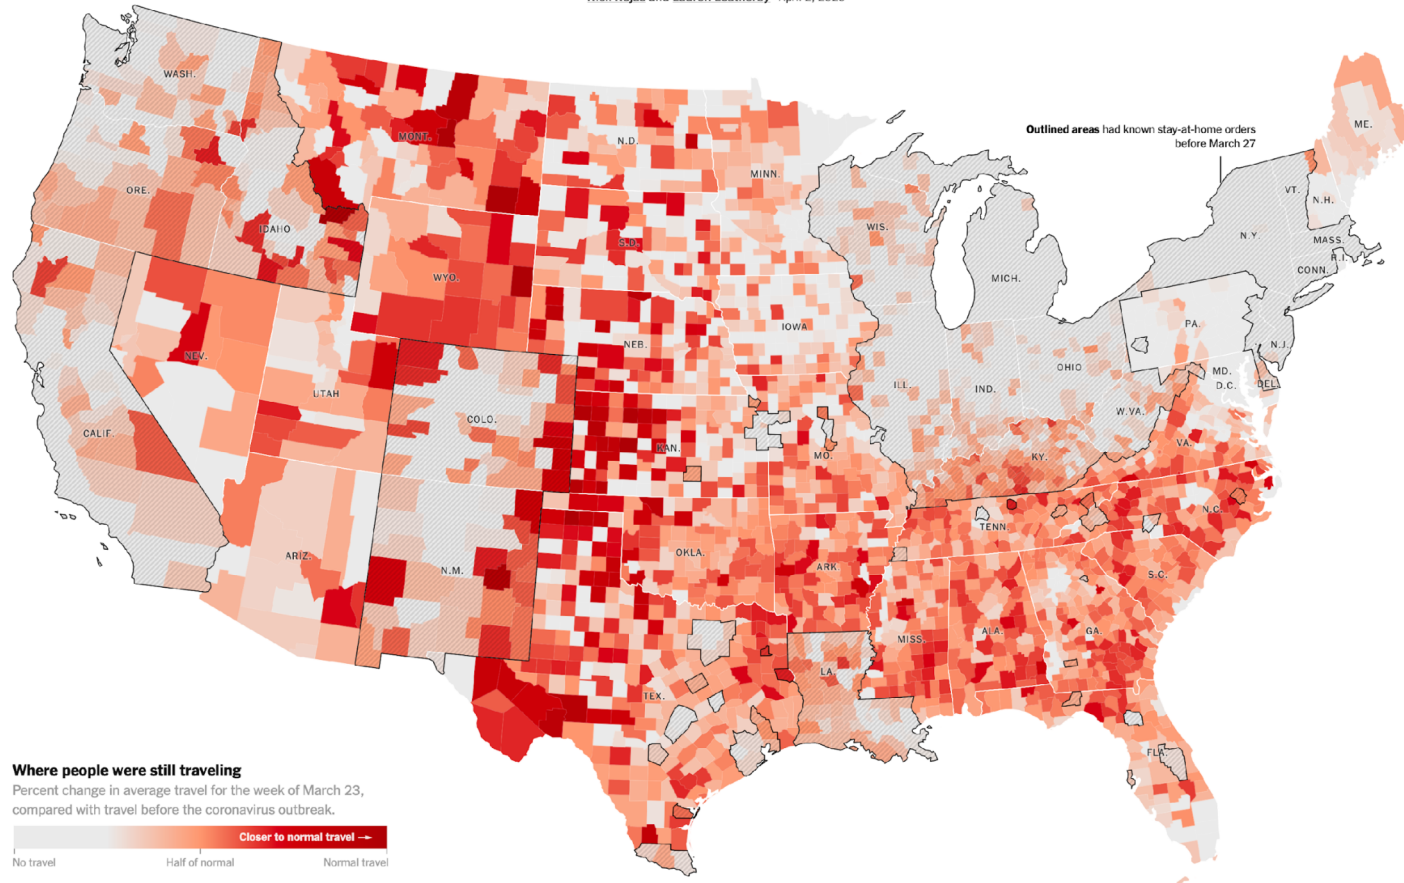 Outlined areas had known stay-at-home orders
before March 27
WASH.
MONT.
N.D.
MINN.
ME.
ORE.
IDAHO
S.D.
WIS.
VT.
N.H.
N.Y.
MASS.
R.I.
CONN.
WYO.
MICH.
NEV.
NEB.
IOWA
PA.
N.J.
UTAH
COLO.
ILL.
IND.
OHIO
MD.
D.C.
DEL.
W.VA.
CALIF.
KAN.
MO.
KY.
VA.
ARIZ.
N.M.
OKLA.
ARK.
TENN.
N.C.
S.C.
MISS.
ALA.
GA.
TEX.
LA.
FLA.
Where people were still traveling
Percent change in average travel for the week of March 23,
compared with travel before the coronavirus outbreak.
Closer to normal travel →
No travel
Half of normal
Normal travel